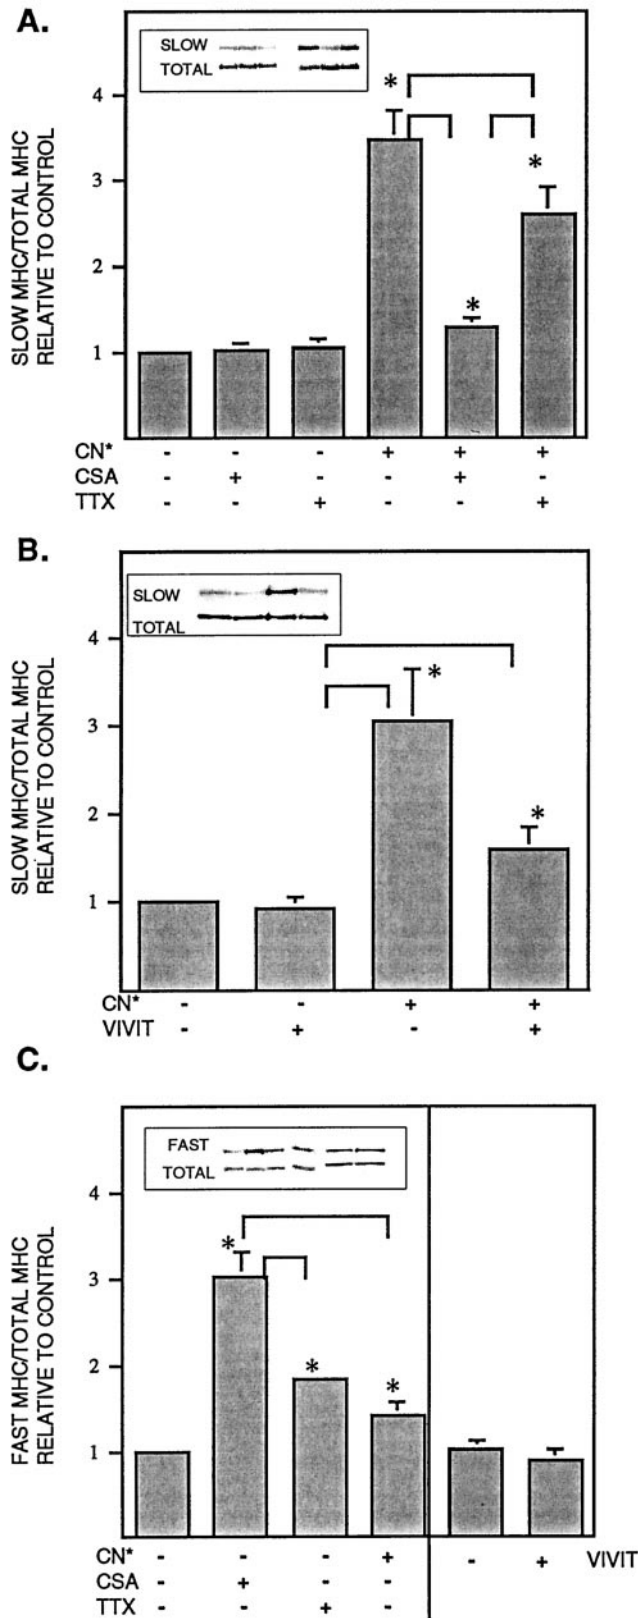 A.
SLOW
TOTAL
SLOW MHC/TOTAL MHC
RELATIVE TO CONTROL
4
3
2
1
* * *
CN* - - - + + +
CSA - + - - + -
TTX - - + - - +
B.
SLOW
TOTAL
SLOW MHC/TOTAL MHC
RELATIVE TO CONTROL
4
3
2
1
* *
CN* - - + +
VIVIT - + - +
C.
FAST
TOTAL
FAST MHC/TOTAL MHC
RELATIVE TO CONTROL
4
3
2
1
* * *
CN* - - - + - + VIVIT
CSA - + - -
TTX - - + -